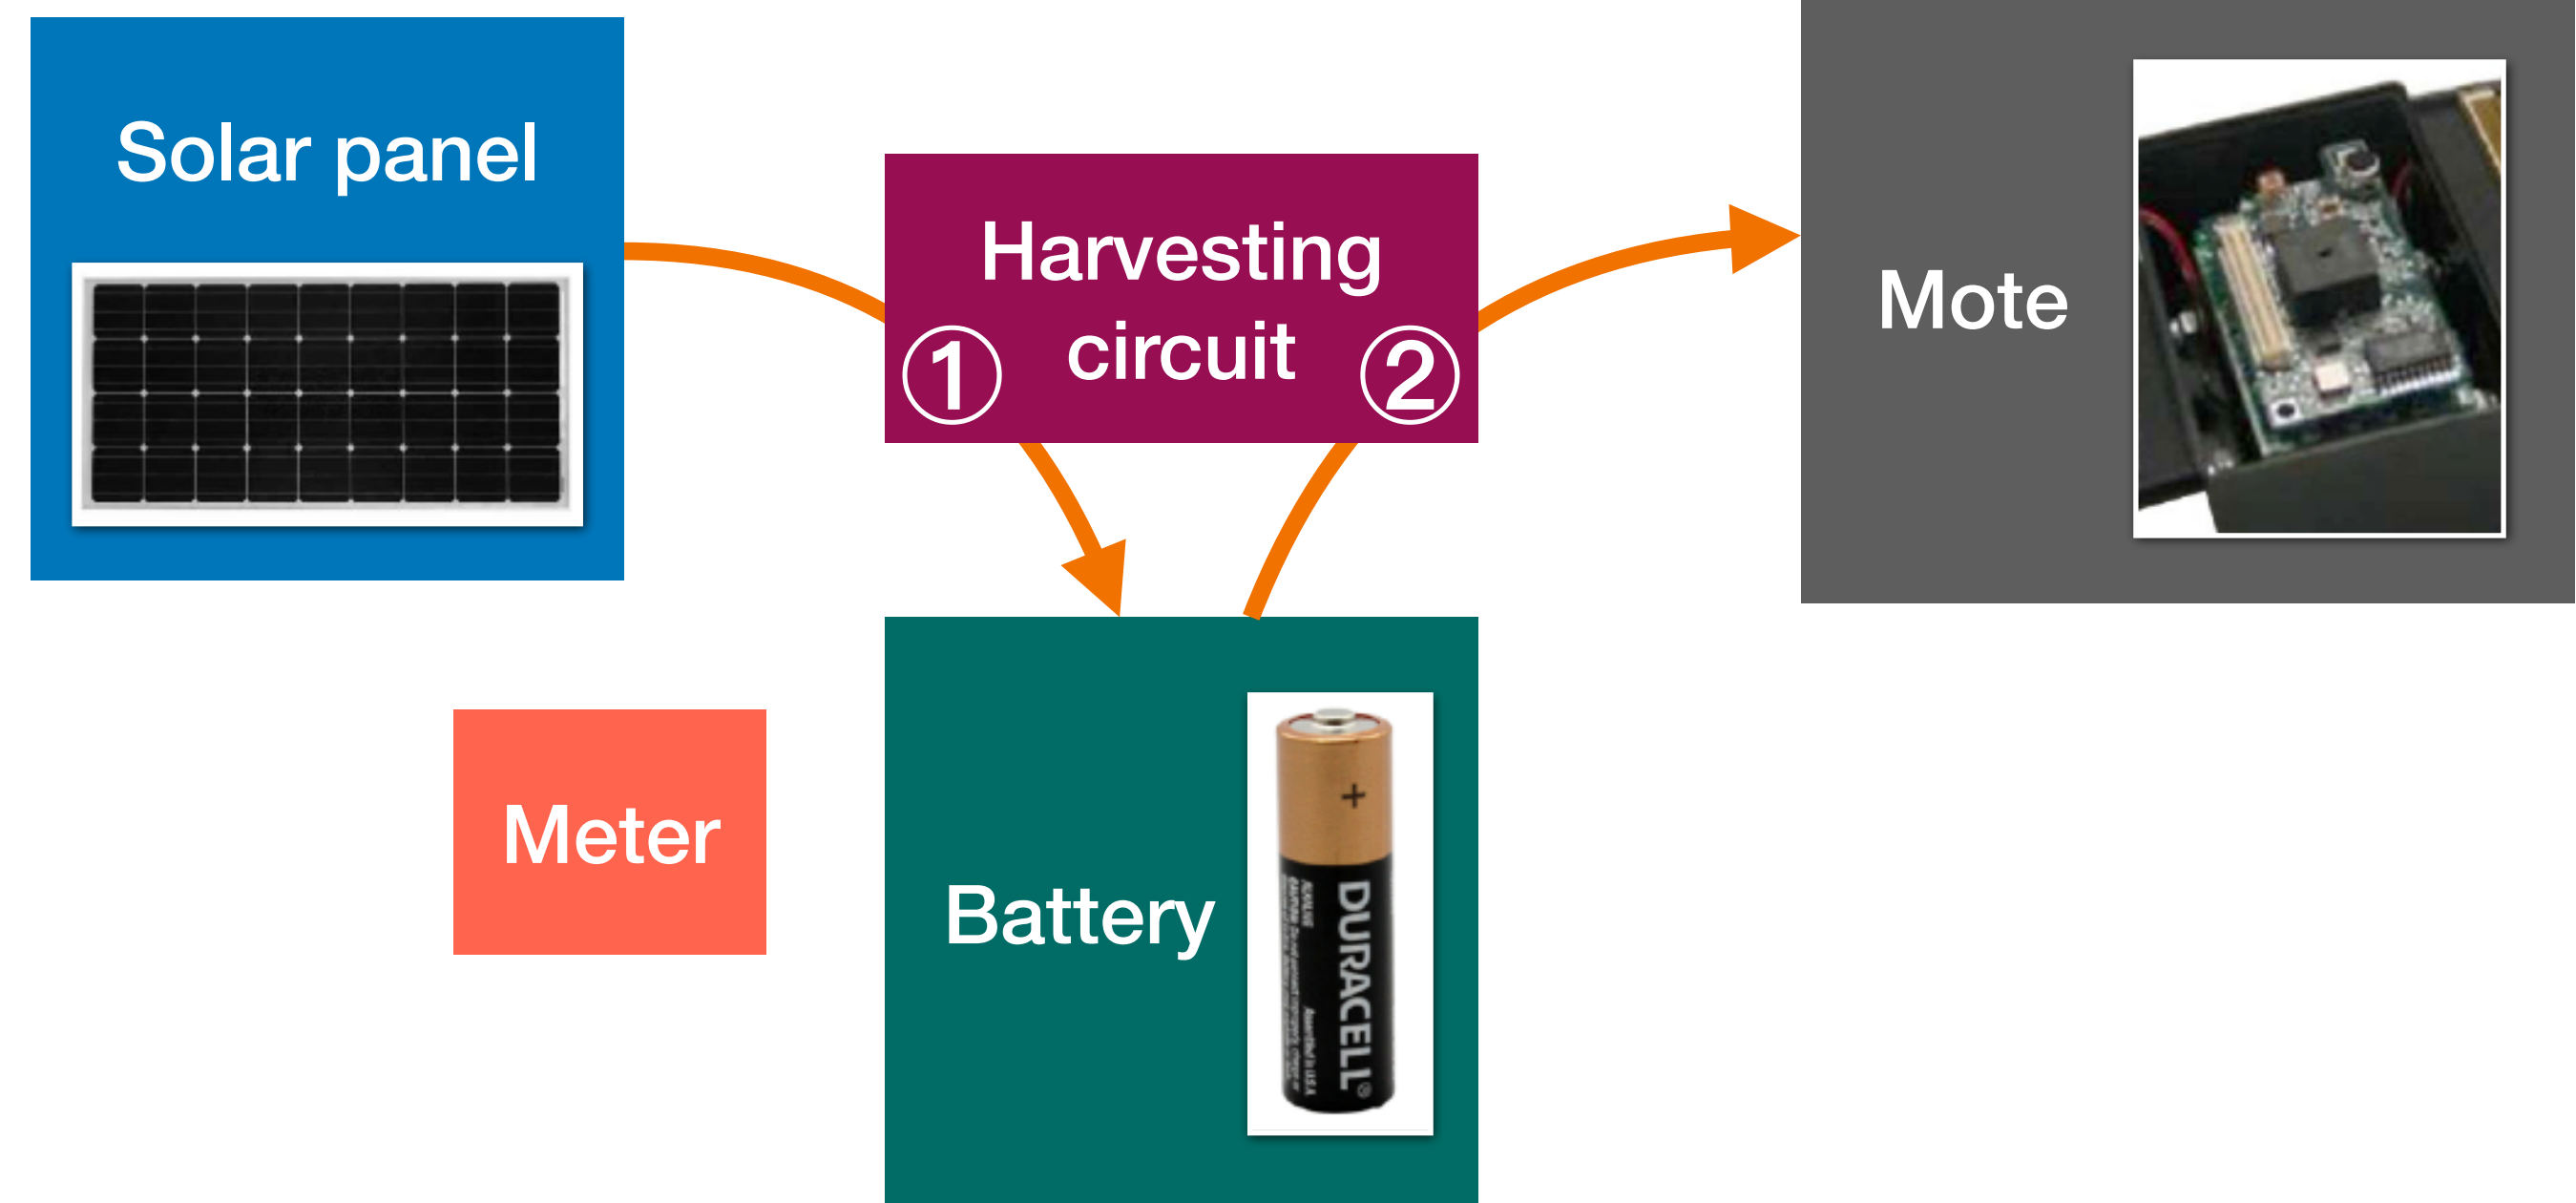 Solar panel
Harvesting
circuit
①
②
Mote
Meter
Battery
+
DURACELL®